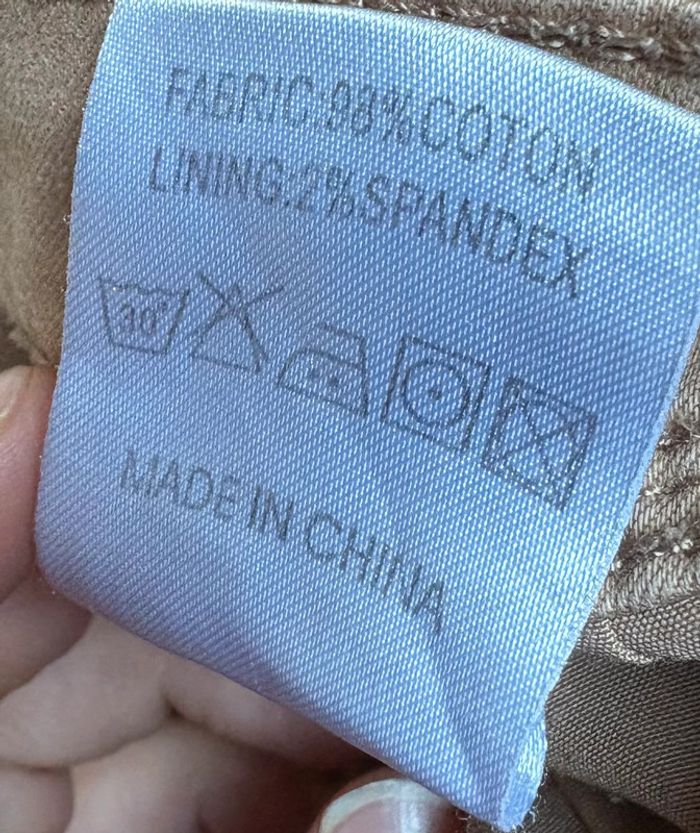 FABRIC:98%COTON
LINING:2%SPANDEX
30°
MADE IN CHINA